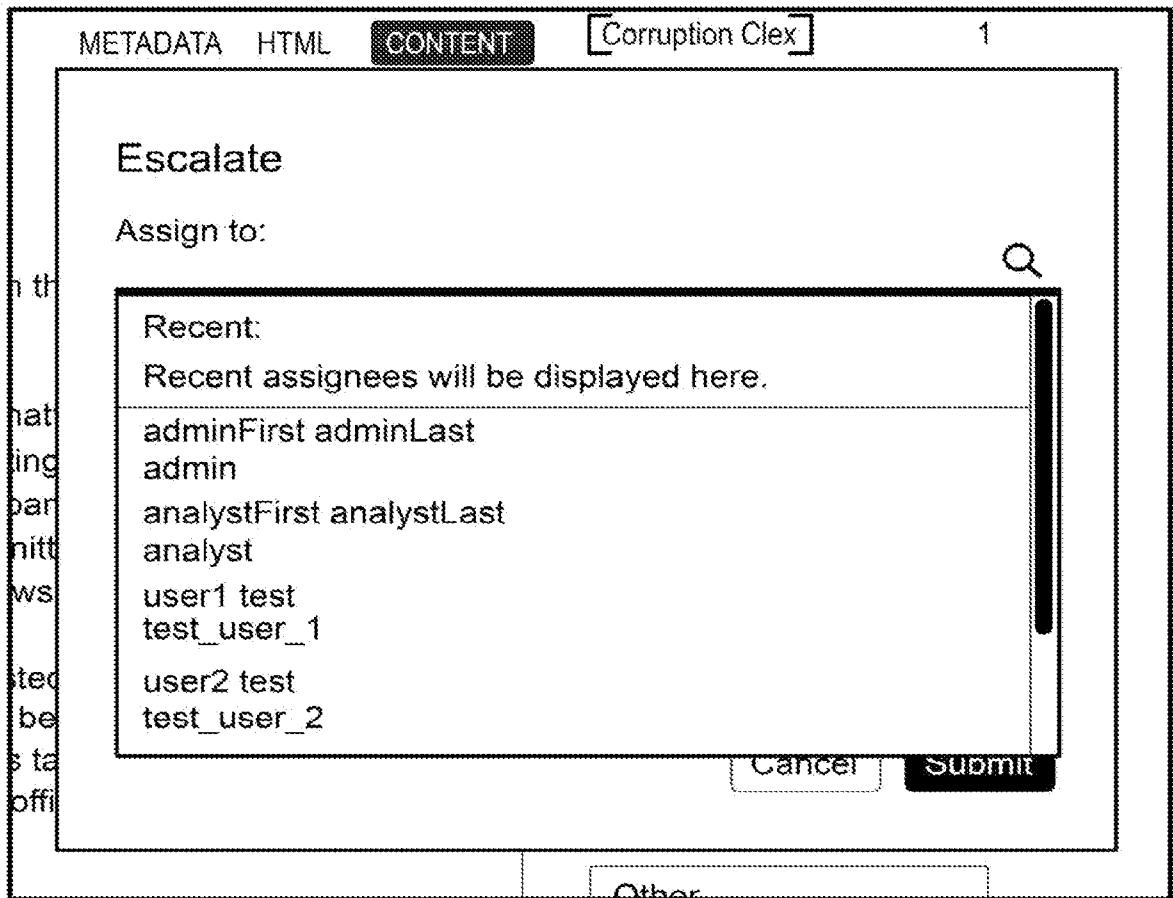 METADATA HTML CONTENT [Corruption Clex] 1
Escalate
Assign to:
Recent:
Recent assignees will be displayed here.
adminFirst adminLast
admin
analystFirst analystLast
analyst
user1 test
test_user_1
user2 test
test_user_2
Cancel Submit
Other